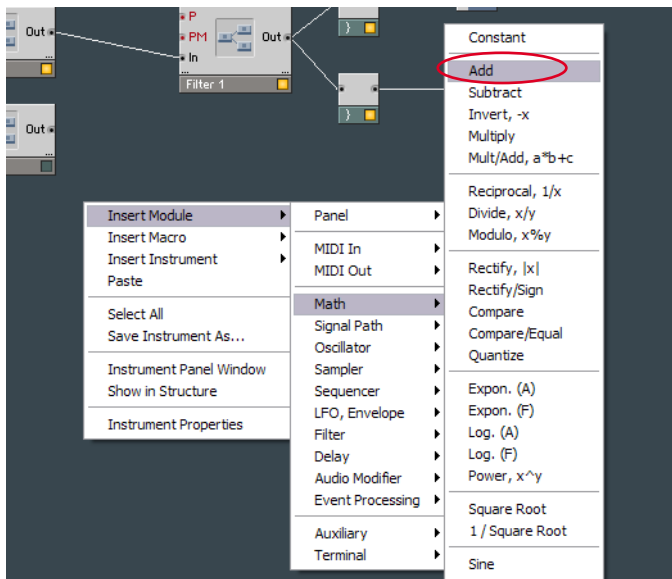 Out
P
PM
Out
In
...
...
...
Filter 1
}
}
Out
...
Insert Module
Insert Macro
Insert Instrument
Paste
Select All
Save Instrument As...
Instrument Panel Window
Show in Structure
Instrument Properties
Panel
MIDI In
MIDI Out
Math
Signal Path
Oscillator
Sampler
Sequencer
LFO, Envelope
Filter
Delay
Audio Modifier
Event Processing
Auxiliary
Terminal
Constant
Add
Subtract
Invert, -x
Multiply
Mult/Add, a*b+c
Reciprocal, 1/x
Divide, x/y
Modulo, x%y
Rectify, |x|
Rectify/Sign
Compare
Compare/Equal
Quantize
Expon. (A)
Expon. (F)
Log. (A)
Log. (F)
Power, x^y
Square Root
1 / Square Root
Sine